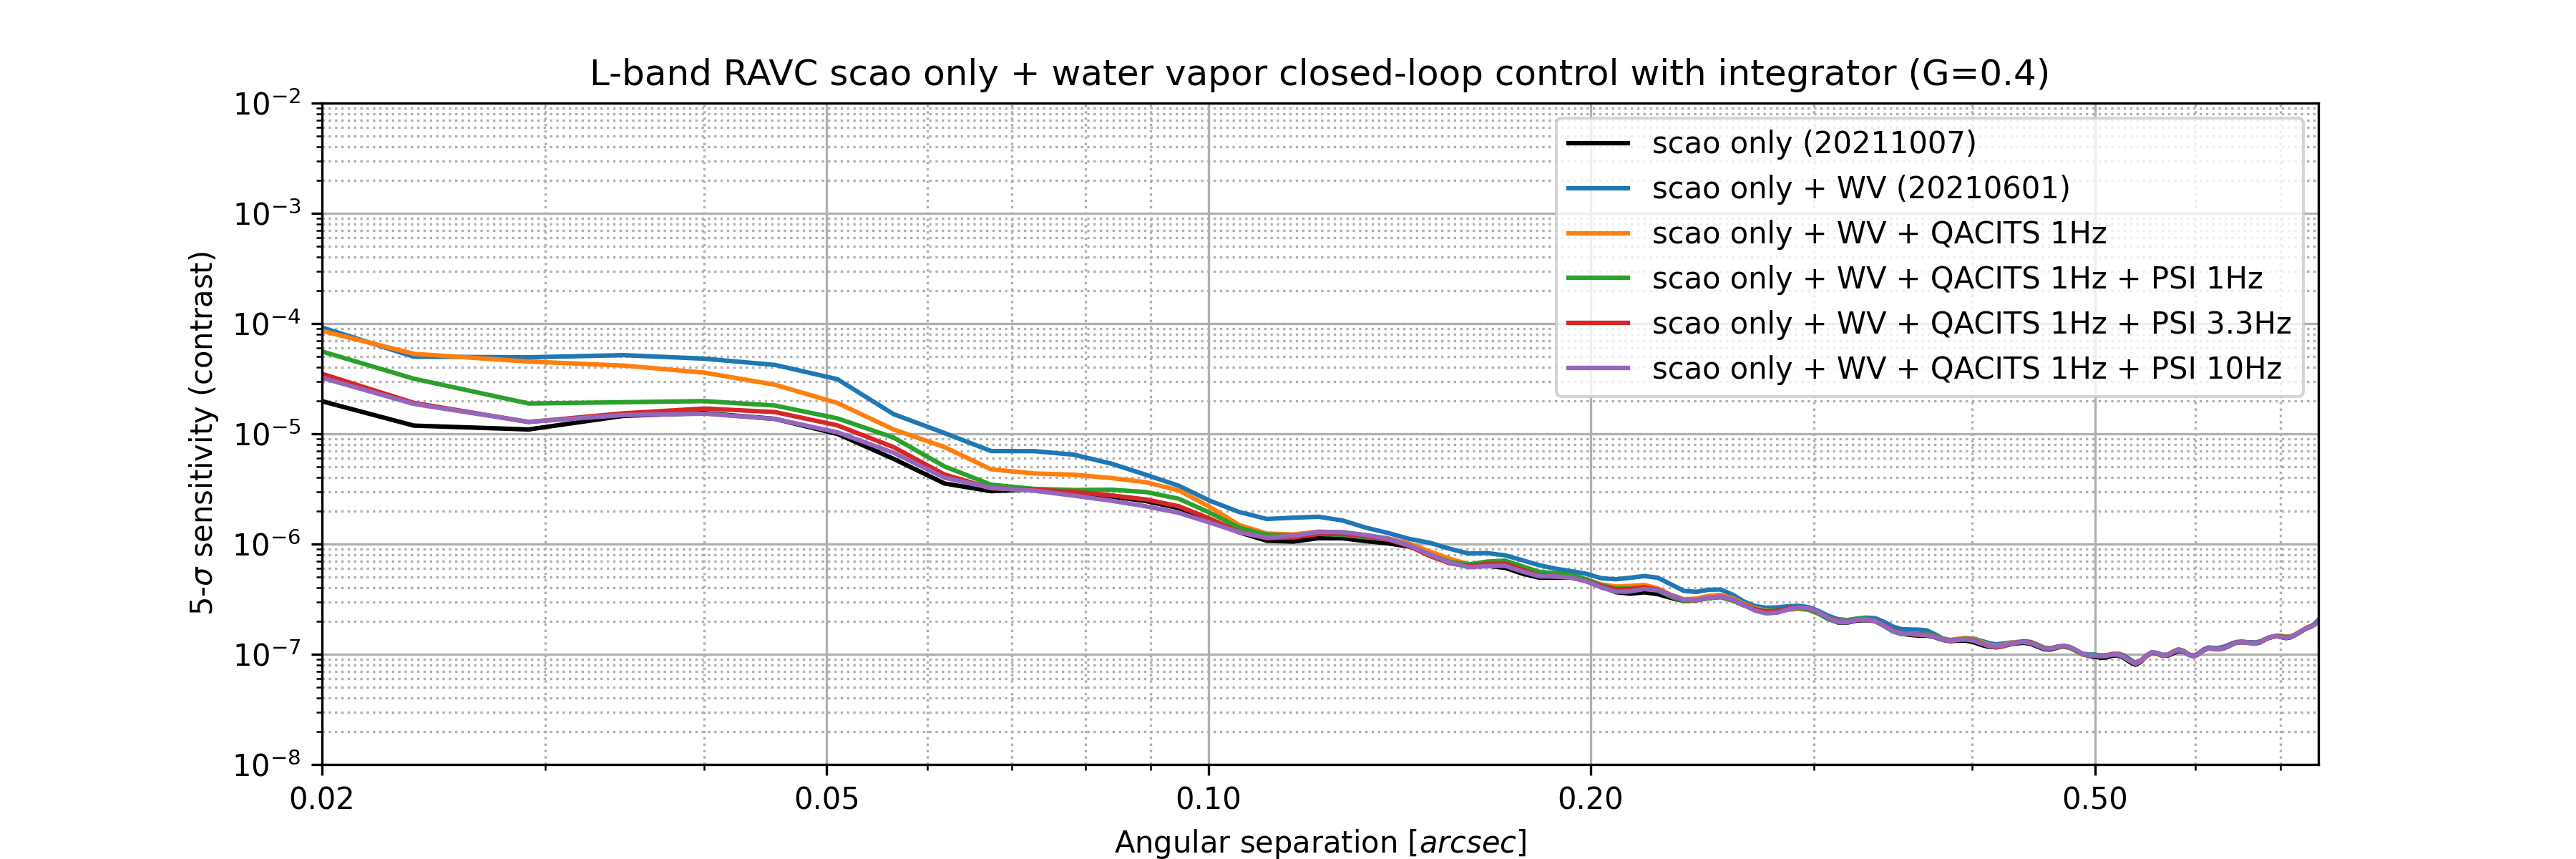 L-band RAVC scao only + water vapor closed-loop control with integrator (G=0.4)
5-σ sensitivity (contrast)
10⁻²
10⁻³
10⁻⁴
10⁻⁵
10⁻⁶
10⁻⁷
10⁻⁸
scao only (20211007)
scao only + WV (20210601)
scao only + WV + QACITS 1Hz
scao only + WV + QACITS 1Hz + PSI 1Hz
scao only + WV + QACITS 1Hz + PSI 3.3Hz
scao only + WV + QACITS 1Hz + PSI 10Hz
0.02 0.05 0.10 0.20 0.50
Angular separation [arcsec]